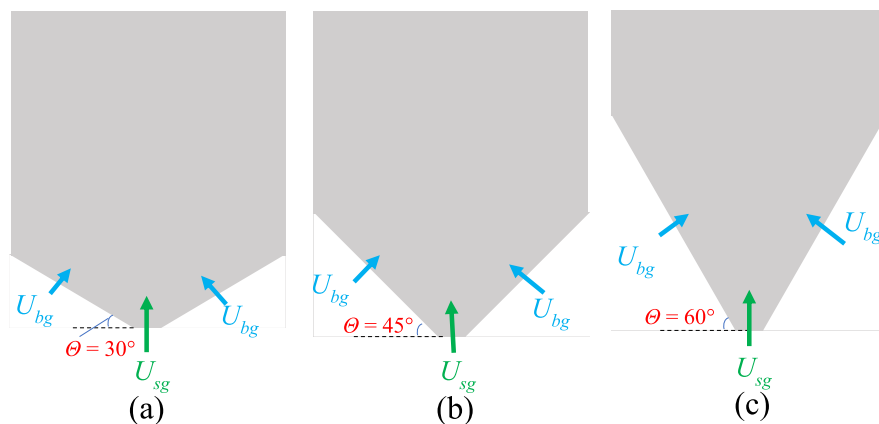 U_bg
U_bg
Θ = 30°
U_sg
(a)
U_bg
U_bg
Θ = 45°
U_sg
(b)
U_bg
U_bg
Θ = 60°
U_sg
(c)